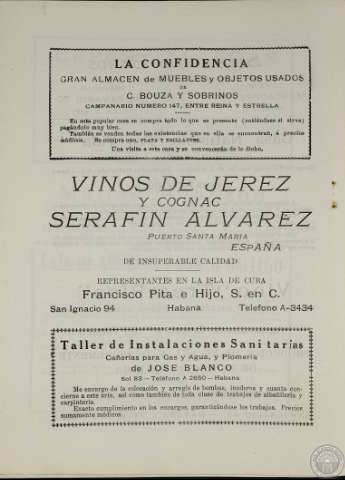 LA CONFIDENCIA
GRAN ALMACEN de MUEBLES y OBJETOS USADOS
DE
C. BOUZA Y SOBRINOS
CAMPANARIO NUMERO 147, ENTRE REINA Y ESTRELLA
En esta popular casa se compra todo lo que se presente (cuéntenos si sirve)
pagándolo muy bien.
También se venden todas las existencias que en ella se encuentran, a precios
módicos. Se compra oro, PLATA Y BRILLANTES.
Una visita a esta casa y se convencerán de lo dicho.
VINOS DE JEREZ
Y COGNAC
SERAFIN ALVAREZ
PUERTO SANTA MARIA
ESPAÑA
DE INSUPERABLE CALIDAD
REPRESENTANTES EN LA ISLA DE CUBA
Francisco Pita e Hijo, S. en C.
San Ignacio 94 Habana Telefono A-3434
Taller de Instalaciones Sanitarias
Cañerías para Gas y Agua, y Plomería
de JOSE BLANCO
Sol 83 — Teléfono A 2650 — Habana
Me encargo de la colocación y arreglo de bombas, inodoros y cuanto con-
cierne a este arte, así como también de toda clase de trabajos de albañilería y
carpintería.
Exacto cumplimiento en los encargos, garantizándose los trabajos. Precios
sumamente módicos.